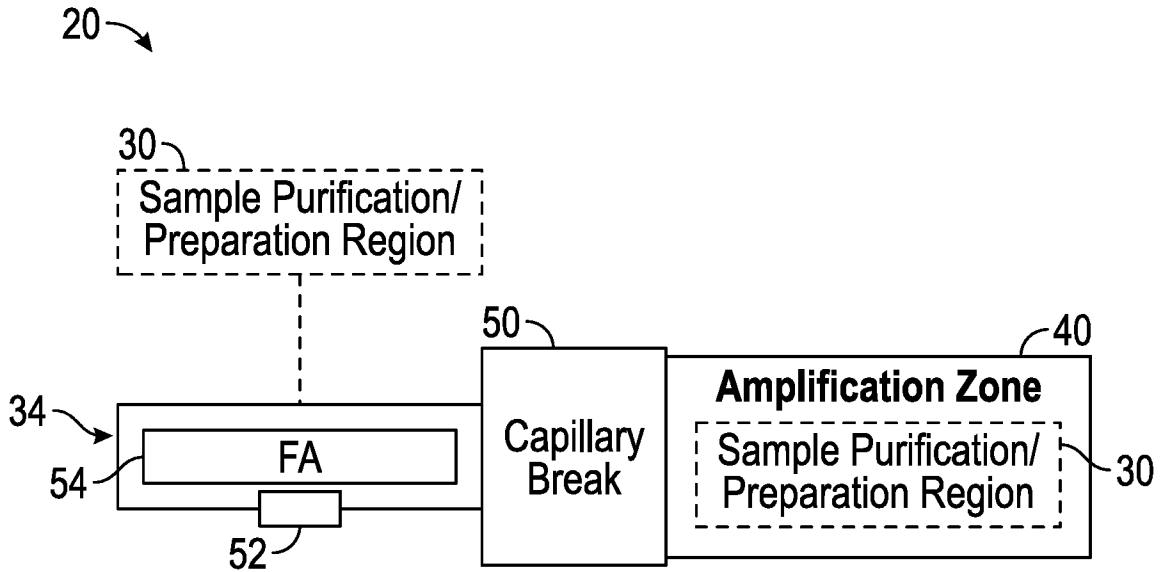 20
30
Sample Purification/
Preparation Region
50
40
Amplification Zone
34
Capillary
Break
Sample Purification/
Preparation Region
30
FA
54
52